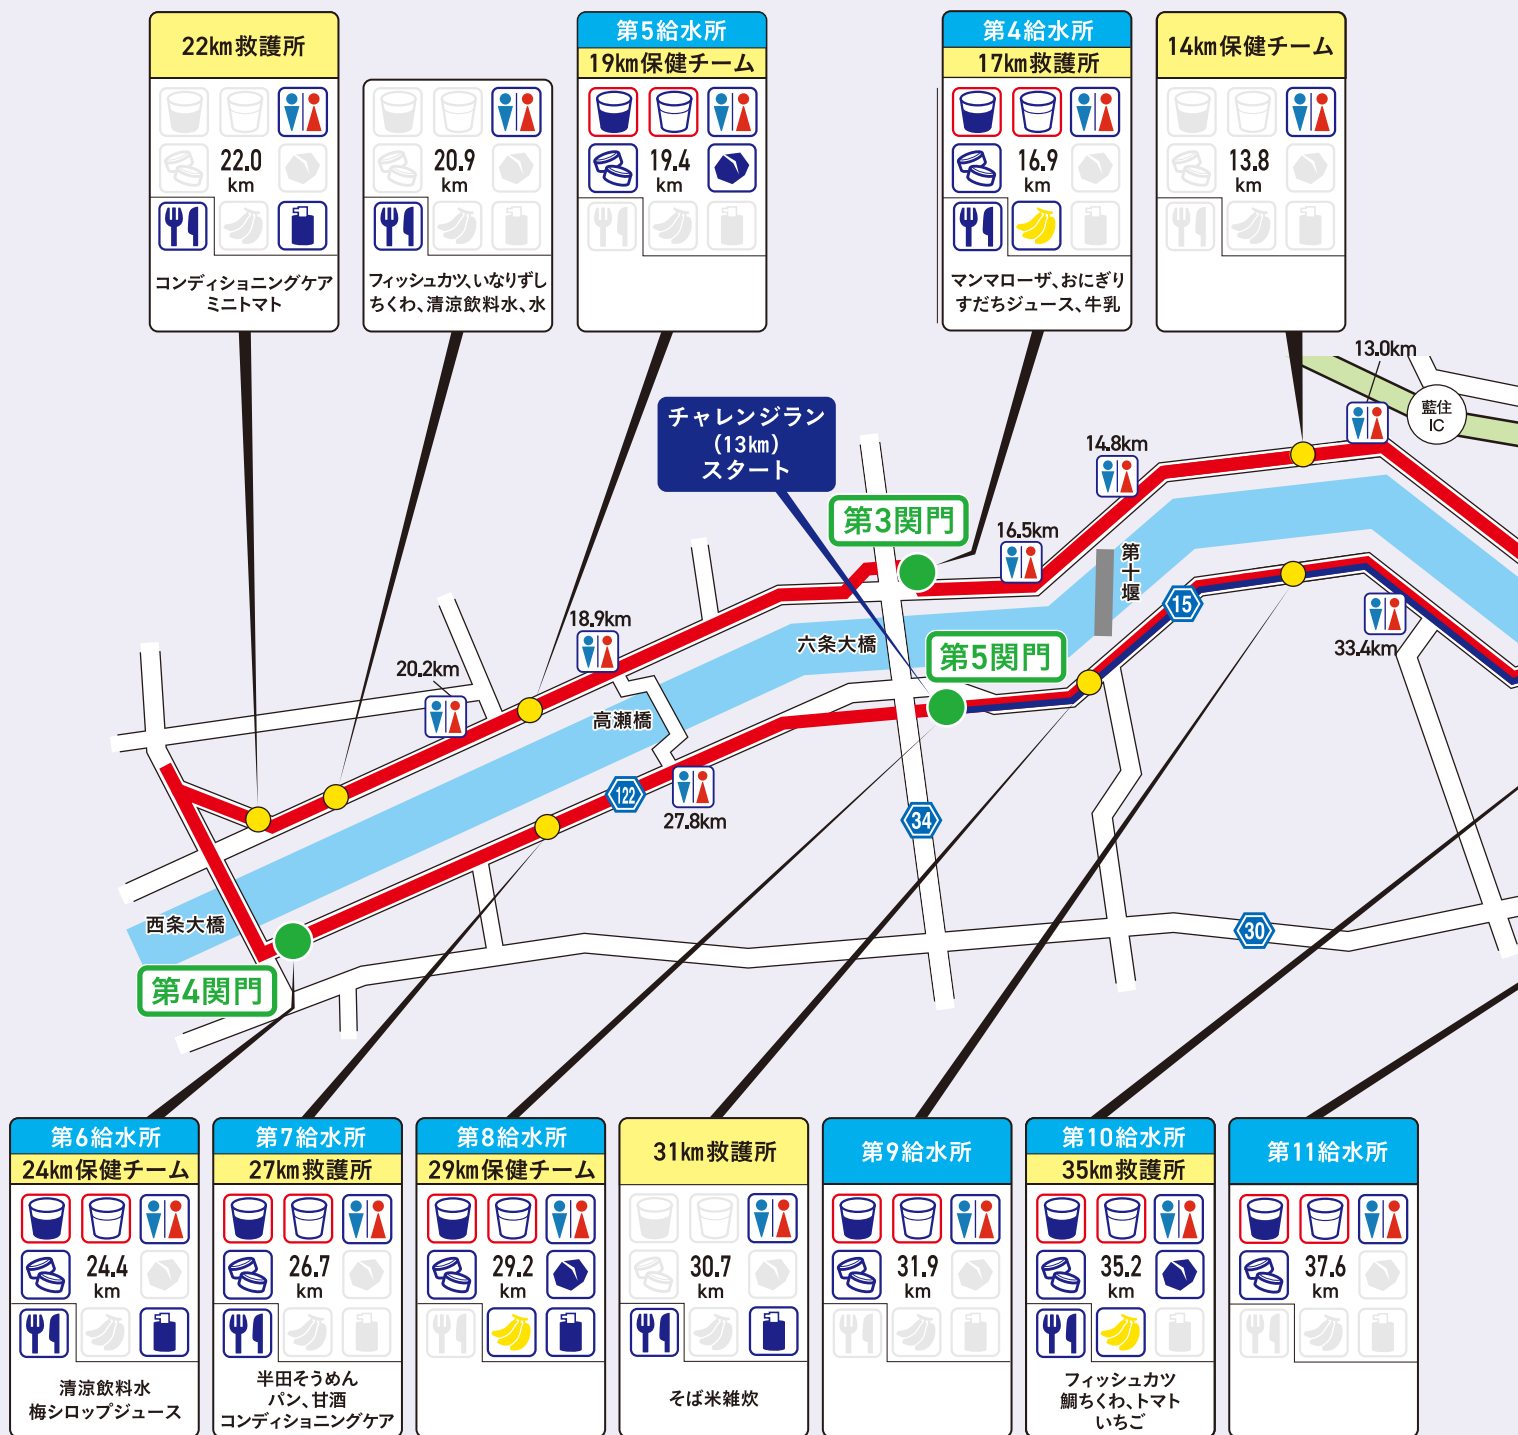 22km救護所
22.0
km
コンディショニングケア
ミニトマト
20.9
km
フィッシュカツ、いなりずし
ちくわ、清涼飲料水、水
第5給水所
19km保健チーム
19.4
km
第4給水所
17km救護所
16.9
km
マンマローザ、おにぎり
すだちジュース、牛乳
14km保健チーム
13.8
km
13.0km
藍住
IC
チャレンジラン
(13km)
スタート
14.8km
第3関門
16.5km
第十堰
15
18.9km
六条大橋
第5関門
33.4km
20.2km
高瀬橋
122
27.8km
34
西条大橋
30
第4関門
第6給水所
24km保健チーム
24.4
km
清涼飲料水
梅シロップジュース
第7給水所
27km救護所
26.7
km
半田そうめん
パン、甘酒
コンディショニングケア
第8給水所
29km保健チーム
29.2
km
31km救護所
30.7
km
そば米雑炊
第9給水所
31.9
km
第10給水所
35km救護所
35.2
km
フィッシュカツ
鯛ちくわ、トマト
いちご
第11給水所
37.6
km